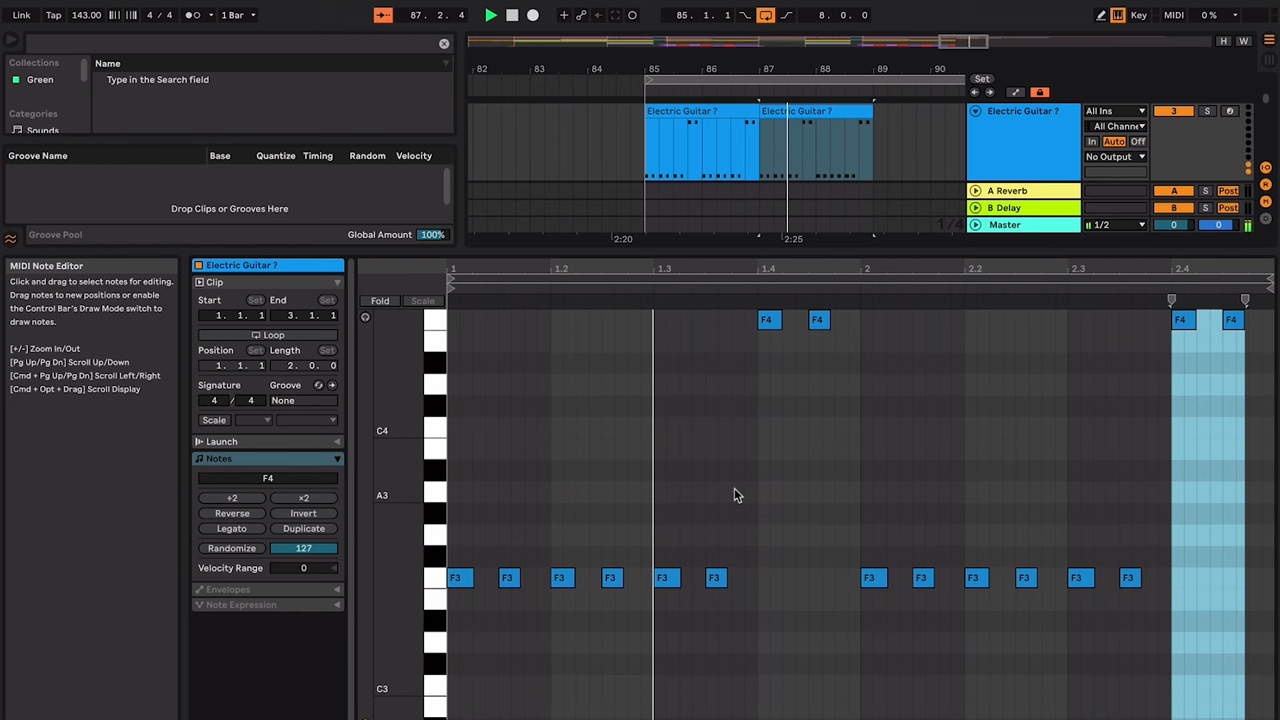 Link Tap 143.00 4 / 4 1 Bar 87. 2. 4 85. 1. 1 8. 0. 0 Key MIDI 0 %
Collections Name
Green Type in the Search field
Categories
Sounds
82 83 84 85 86 87 88 89 90 Set
H W
Electric Guitar ? Electric Guitar ? Electric Guitar ? All Ins 3 S
All Channe
In Auto Off
No Output
A Reverb A S Post
B Delay B S Post
Master 1/2 0 0
1/4
2:20 2:25
Groove Name Base Quantize Timing Random Velocity
Drop Clips or Grooves Here
Groove Pool Global Amount 100%
MIDI Note Editor
Click and drag to select notes for editing.
Drag notes to new positions or enable
the Control Bar's Draw Mode switch to
draw notes.
[+/-] Zoom In/Out
[Pg Up/Pg Dn] Scroll Up/Down
[Cmd + Pg Up/Pg Dn] Scroll Left/Right
[Cmd + Opt + Drag] Scroll Display
Electric Guitar ?
Clip
Start Set End Set
1. 1. 1 3. 1. 1
Loop
Position Set Length Set
1. 1. 1 2. 0. 0
Signature Groove
4 / 4 None
Scale
Launch
Notes
F4
÷2 ×2
Reverse Invert
Legato Duplicate
Randomize 127
Velocity Range 0
Envelopes
Note Expression
1 1.2 1.3 1.4 2 2.2 2.3 2.4
Fold Scale
F4 F4 F4 F4
C4
A3
F3 F3 F3 F3 F3 F3 F3 F3 F3 F3 F3 F3
C3